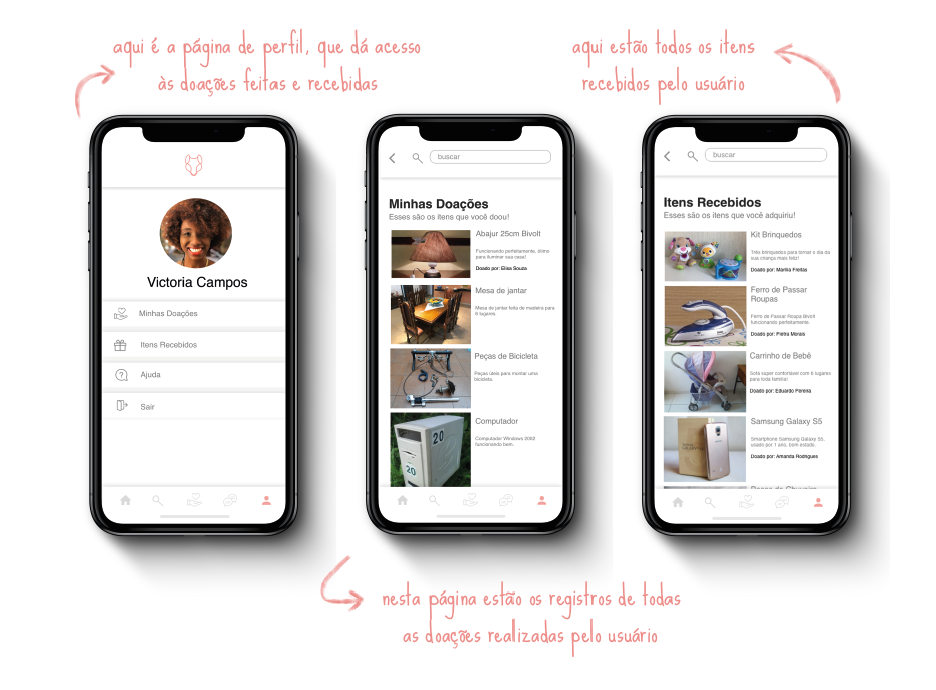 aqui é a página de perfil, que dá acesso
às doações feitas e recebidas
aqui estão todos os itens
recebidos pelo usuário
Victoria Campos
Minhas Doações
Itens Recebidos
Ajuda
Sair
buscar
Minhas Doações
Esses são os itens que você doou!
Abajur 25cm Bivolt
Funcionando perfeitamente, ótimo
para iluminar sua casa!
Doado por: Elisa Souza
Mesa de jantar
Mesa de jantar feita de madeira para
6 lugares.
Peças de Bicicleta
Peças úteis para montar uma
bicicleta.
Computador
Computador Windows 2002
funcionando bem.
20
20
buscar
Itens Recebidos
Esses são os itens que você adquiriu!
Kit Brinquedos
Três brinquedos para tornar o dia da
sua criança mais feliz!
Doado por: Marilia Freitas
Ferro de Passar
Roupas
Ferro de Passar Roupa Bivolt
funcionando perfeitamente.
Doado por: Pietra Morais
Carrinho de Bebê
Sofá super confortável com 6 lugares
para toda família!
Doado por: Eduardo Pereira
Samsung Galaxy S5
Smartphone Samsung Galaxy S5,
usado por 1 ano, bem estado.
Doado por: Amanda Rodrigues
nesta página estão os registros de todas
as doações realizadas pelo usuário